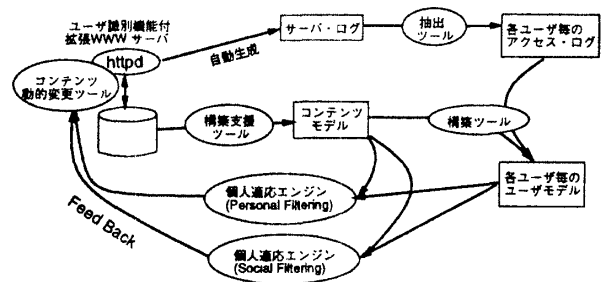 ユーザ識別機能付
拡張WWW サーバ
httpd
コンテンツ
動的変更ツール
自動生成
サーバ・ログ
抽出
ツール
各ユーザ毎の
アクセス・ログ
構築支援
ツール
コンテンツ
モデル
構築ツール
各ユーザ毎の
ユーザモデル
個人適応エンジン
(Personal Filtering)
個人適応エンジン
(Social Filtering)
Feed Back